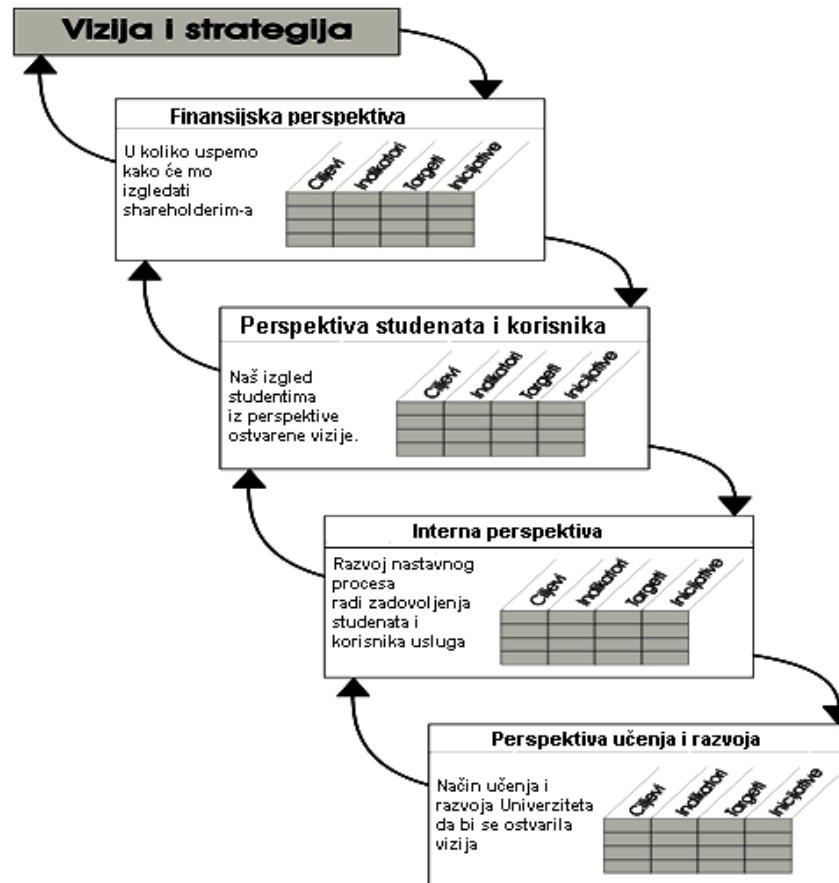 Vizija i strategija
Finansijska perspektiva
U koliko uspemo
kako će mo
izgledati
shareholderim-a
Ciljevi Indikatori Targeti Inicijative
Perspektiva studenata i korisnika
Naš izgled
studentima
iz perspektive
ostvarene vizije.
Ciljevi Indikatori Targeti Inicijative
Interna perspektiva
Razvoj nastavnog
procesa
radi zadovoljenja
studenata i
korisnika usluga
Ciljevi Indikatori Targeti Inicijative
Perspektiva učenja i razvoja
Način učenja i
razvoja Univerziteta
da bi se ostvarila
vizija
Ciljevi Indikatori Targeti Inicijative